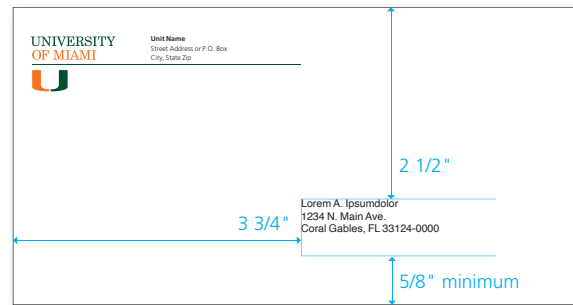 UNIVERSITY
OF MIAMI
Unit Name
Street Address or P.O. Box
City, State Zip
2 1/2"
Lorem A. Ipsumdolor
1234 N. Main Ave.
Coral Gables, FL 33124-0000
3 3/4"
5/8" minimum